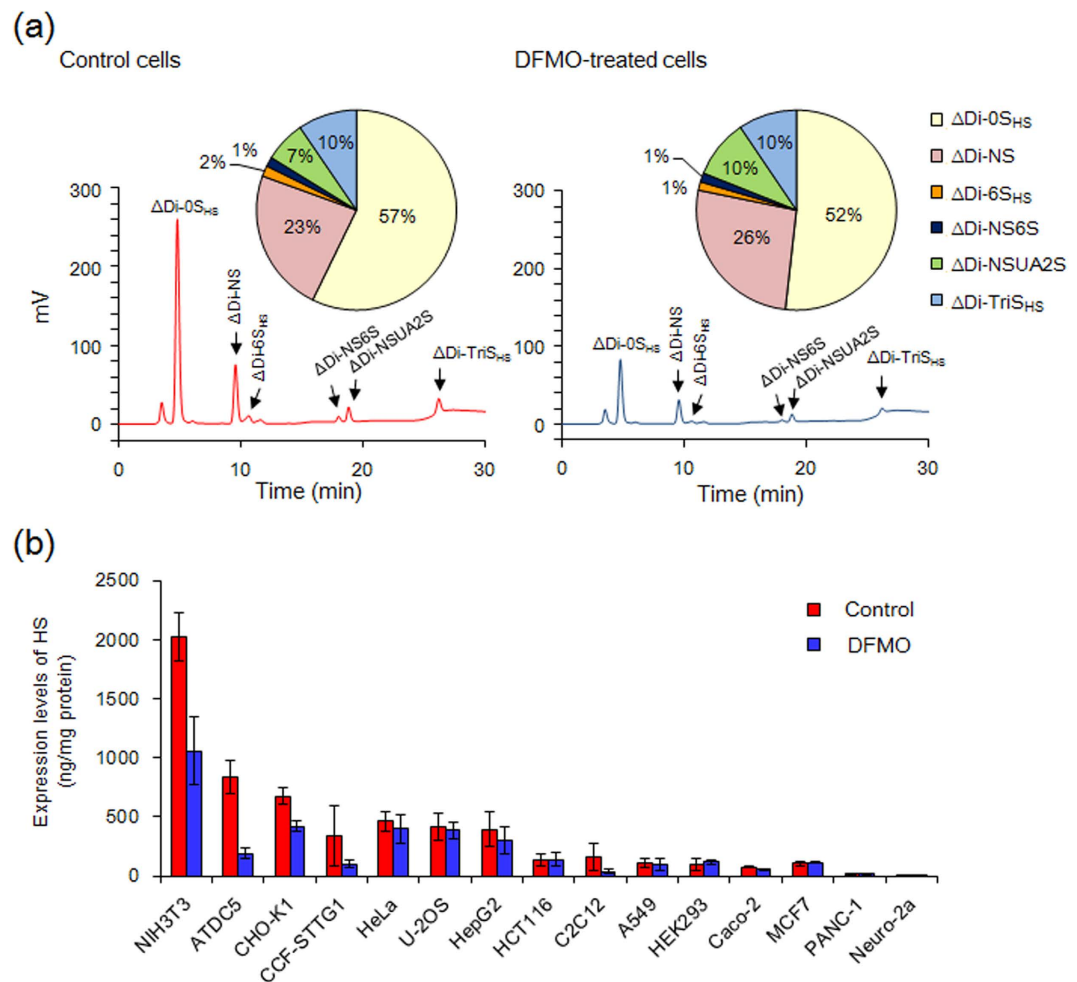 (a)
Control cells
DFMO-treated cells
1%
2%
7%
10%
23%
57%
1%
1%
10%
10%
26%
52%
ΔDi-0S_HS
ΔDi-NS
ΔDi-6S_HS
ΔDi-NS6S
ΔDi-NSUA2S
ΔDi-TriS_HS
300
200
100
0
mV
ΔDi-0S_HS
ΔDi-NS
ΔDi-6S_HS
ΔDi-NS6S
ΔDi-NSUA2S
ΔDi-TriS_HS
0
10
20
30
Time (min)
300
200
100
0
ΔDi-0S_HS
ΔDi-NS
ΔDi-6S_HS
ΔDi-NS6S
ΔDi-NSUA2S
ΔDi-TriS_HS
0
10
20
30
Time (min)
(b)
Expression levels of HS
(ng/mg protein)
2500
2000
1500
1000
500
0
Control
DFMO
NIH3T3
ATDC5
CHO-K1
CCF-STTG1
HeLa
U-2OS
HepG2
HCT116
C2C12
A549
HEK293
Caco-2
MCF7
PANC-1
Neuro-2a